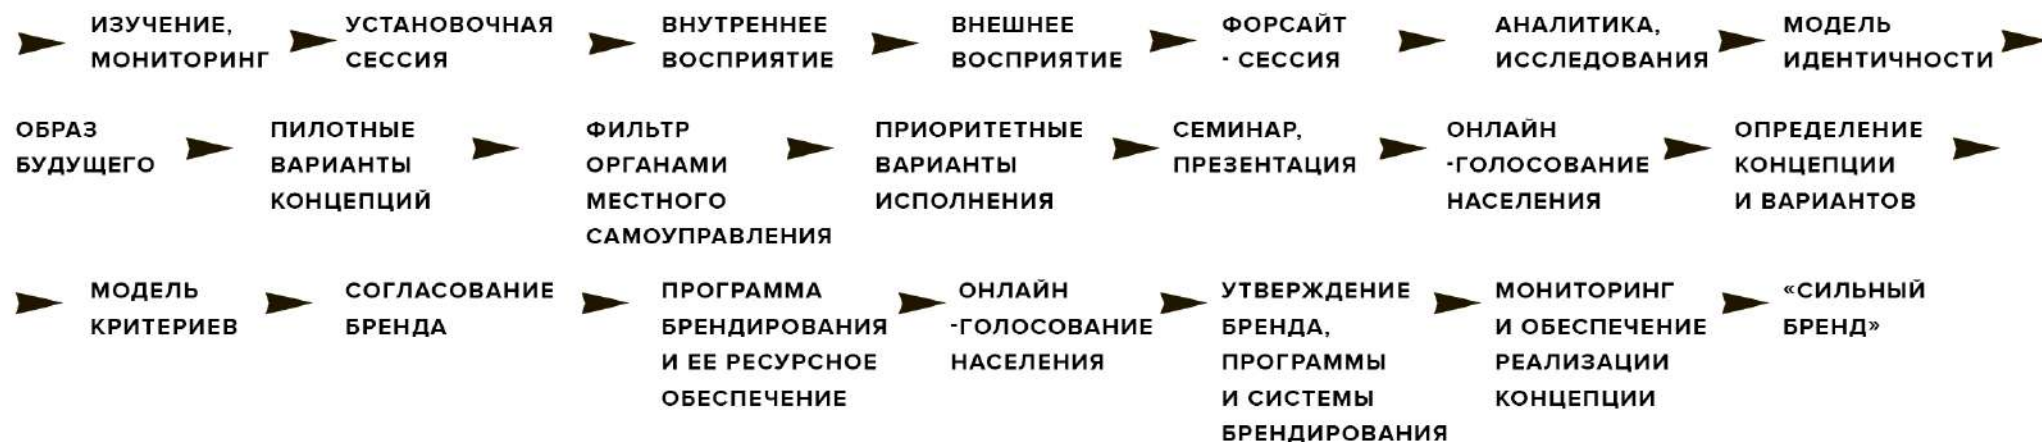 ИЗУЧЕНИЕ,
МОНИТОРИНГ
УСТАНОВОЧНАЯ
СЕССИЯ
ВНУТРЕННЕЕ
ВОСПРИЯТИЕ
ВНЕШНЕЕ
ВОСПРИЯТИЕ
ФОРСАЙТ
- СЕССИЯ
АНАЛИТИКА,
ИССЛЕДОВАНИЯ
МОДЕЛЬ
ИДЕНТИЧНОСТИ
ОБРАЗ
БУДУЩЕГО
ПИЛОТНЫЕ
ВАРИАНТЫ
КОНЦЕПЦИЙ
ФИЛЬТР
ОРГАНАМИ
МЕСТНОГО
САМОУПРАВЛЕНИЯ
ПРИОРИТЕТНЫЕ
ВАРИАНТЫ
ИСПОЛНЕНИЯ
СЕМИНАР,
ПРЕЗЕНТАЦИЯ
ОНЛАЙН
-ГОЛОСОВАНИЕ
НАСЕЛЕНИЯ
ОПРЕДЕЛЕНИЕ
КОНЦЕПЦИИ
И ВАРИАНТОВ
МОДЕЛЬ
КРИТЕРИЕВ
СОГЛАСОВАНИЕ
БРЕНДА
ПРОГРАММА
БРЕНДИРОВАНИЯ
И ЕЕ РЕСУРСНОЕ
ОБЕСПЕЧЕНИЕ
ОНЛАЙН
-ГОЛОСОВАНИЕ
НАСЕЛЕНИЯ
УТВЕРЖДЕНИЕ
БРЕНДА,
ПРОГРАММЫ
И СИСТЕМЫ
БРЕНДИРОВАНИЯ
МОНИТОРИНГ
И ОБЕСПЕЧЕНИЕ
РЕАЛИЗАЦИИ
КОНЦЕПЦИИ
«СИЛЬНЫЙ
БРЕНД»